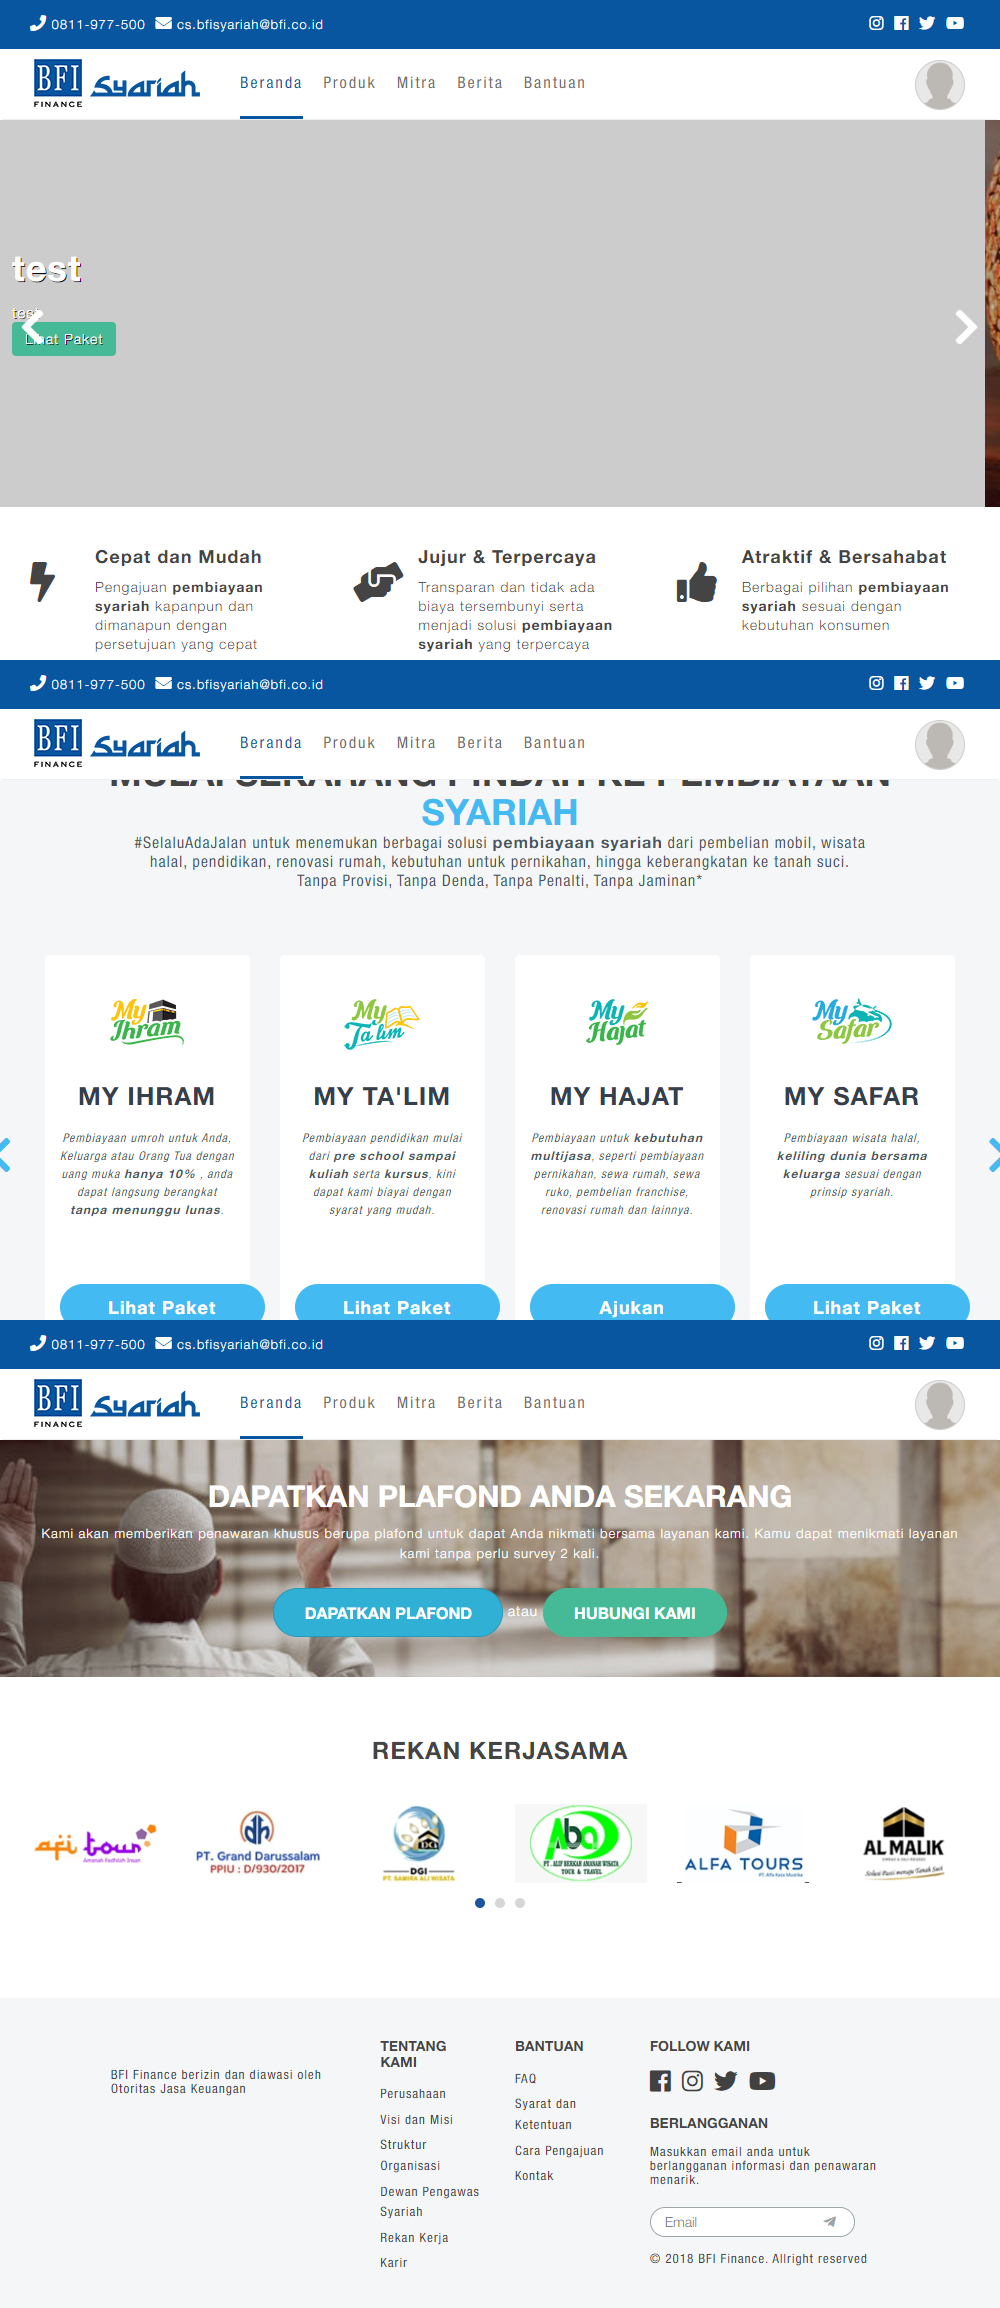 0811-977-500 cs.bfisyariah@bfi.co.id
BFI
FINANCE
Syariah
Beranda Produk Mitra Berita Bantuan
test
test
Lihat Paket
Cepat dan Mudah
Pengajuan pembiayaan
syariah kapanpun dan
dimanapun dengan
persetujuan yang cepat
Jujur & Terpercaya
Transparan dan tidak ada
biaya tersembunyi serta
menjadi solusi pembiayaan
syariah yang terpercaya
Atraktif & Bersahabat
Berbagai pilihan pembiayaan
syariah sesuai dengan
kebutuhan konsumen
0811-977-500 cs.bfisyariah@bfi.co.id
BFI
FINANCE
Syariah
Beranda Produk Mitra Berita Bantuan
MULAI SEKARANG PINDAH KE PEMBIAYAAN
SYARIAH
#SelaluAdaJalan untuk menemukan berbagai solusi pembiayaan syariah dari pembelian mobil, wisata
halal, pendidikan, renovasi rumah, kebutuhan untuk pernikahan, hingga keberangkatan ke tanah suci.
Tanpa Provisi, Tanpa Denda, Tanpa Penalti, Tanpa Jaminan*
My
Ihram
MY IHRAM
Pembiayaan umroh untuk Anda,
Keluarga atau Orang Tua dengan
uang muka hanya 10% , anda
dapat langsung berangkat
tanpa menunggu lunas.
Lihat Paket
My
Ta'lim
MY TA'LIM
Pembiayaan pendidikan mulai
dari pre school sampai
kuliah serta kursus, kini
dapat kami biayai dengan
syarat yang mudah.
Lihat Paket
My
Hajat
MY HAJAT
Pembiayaan untuk kebutuhan
multijasa, seperti pembiayaan
pernikahan, sewa rumah, sewa
ruko, pembelian franchise,
renovasi rumah dan lainnya.
Ajukan
My
Safar
MY SAFAR
Pembiayaan wisata halal,
keliling dunia bersama
keluarga sesuai dengan
prinsip syariah.
Lihat Paket
0811-977-500 cs.bfisyariah@bfi.co.id
BFI
FINANCE
Syariah
Beranda Produk Mitra Berita Bantuan
DAPATKAN PLAFOND ANDA SEKARANG
Kami akan memberikan penawaran khusus berupa plafond untuk dapat Anda nikmati bersama layanan kami. Kamu dapat menikmati layanan
kami tanpa perlu survey 2 kali.
DAPATKAN PLAFOND atau HUBUNGI KAMI
REKAN KERJASAMA
afi tour
Amanah Fadhilah Insan
PT. Grand Darussalam
PPIU : D/930/2017
DGI
DGI
PT. SAMIRA ALI WISATA
Aba
PT. ALIF BERKAH AMANAH WISATA
TOUR & TRAVEL
ALFA TOURS
AL MALIK
BFI Finance berizin dan diawasi oleh
Otoritas Jasa Keuangan
TENTANG
KAMI
Perusahaan
Visi dan Misi
Struktur
Organisasi
Dewan Pengawas
Syariah
Rekan Kerja
Karir
BANTUAN
FAQ
Syarat dan
Ketentuan
Cara Pengajuan
Kontak
FOLLOW KAMI
BERLANGGANAN
Masukkan email anda untuk
berlangganan informasi dan penawaran
menarik.
Email
© 2018 BFI Finance. Allright reserved